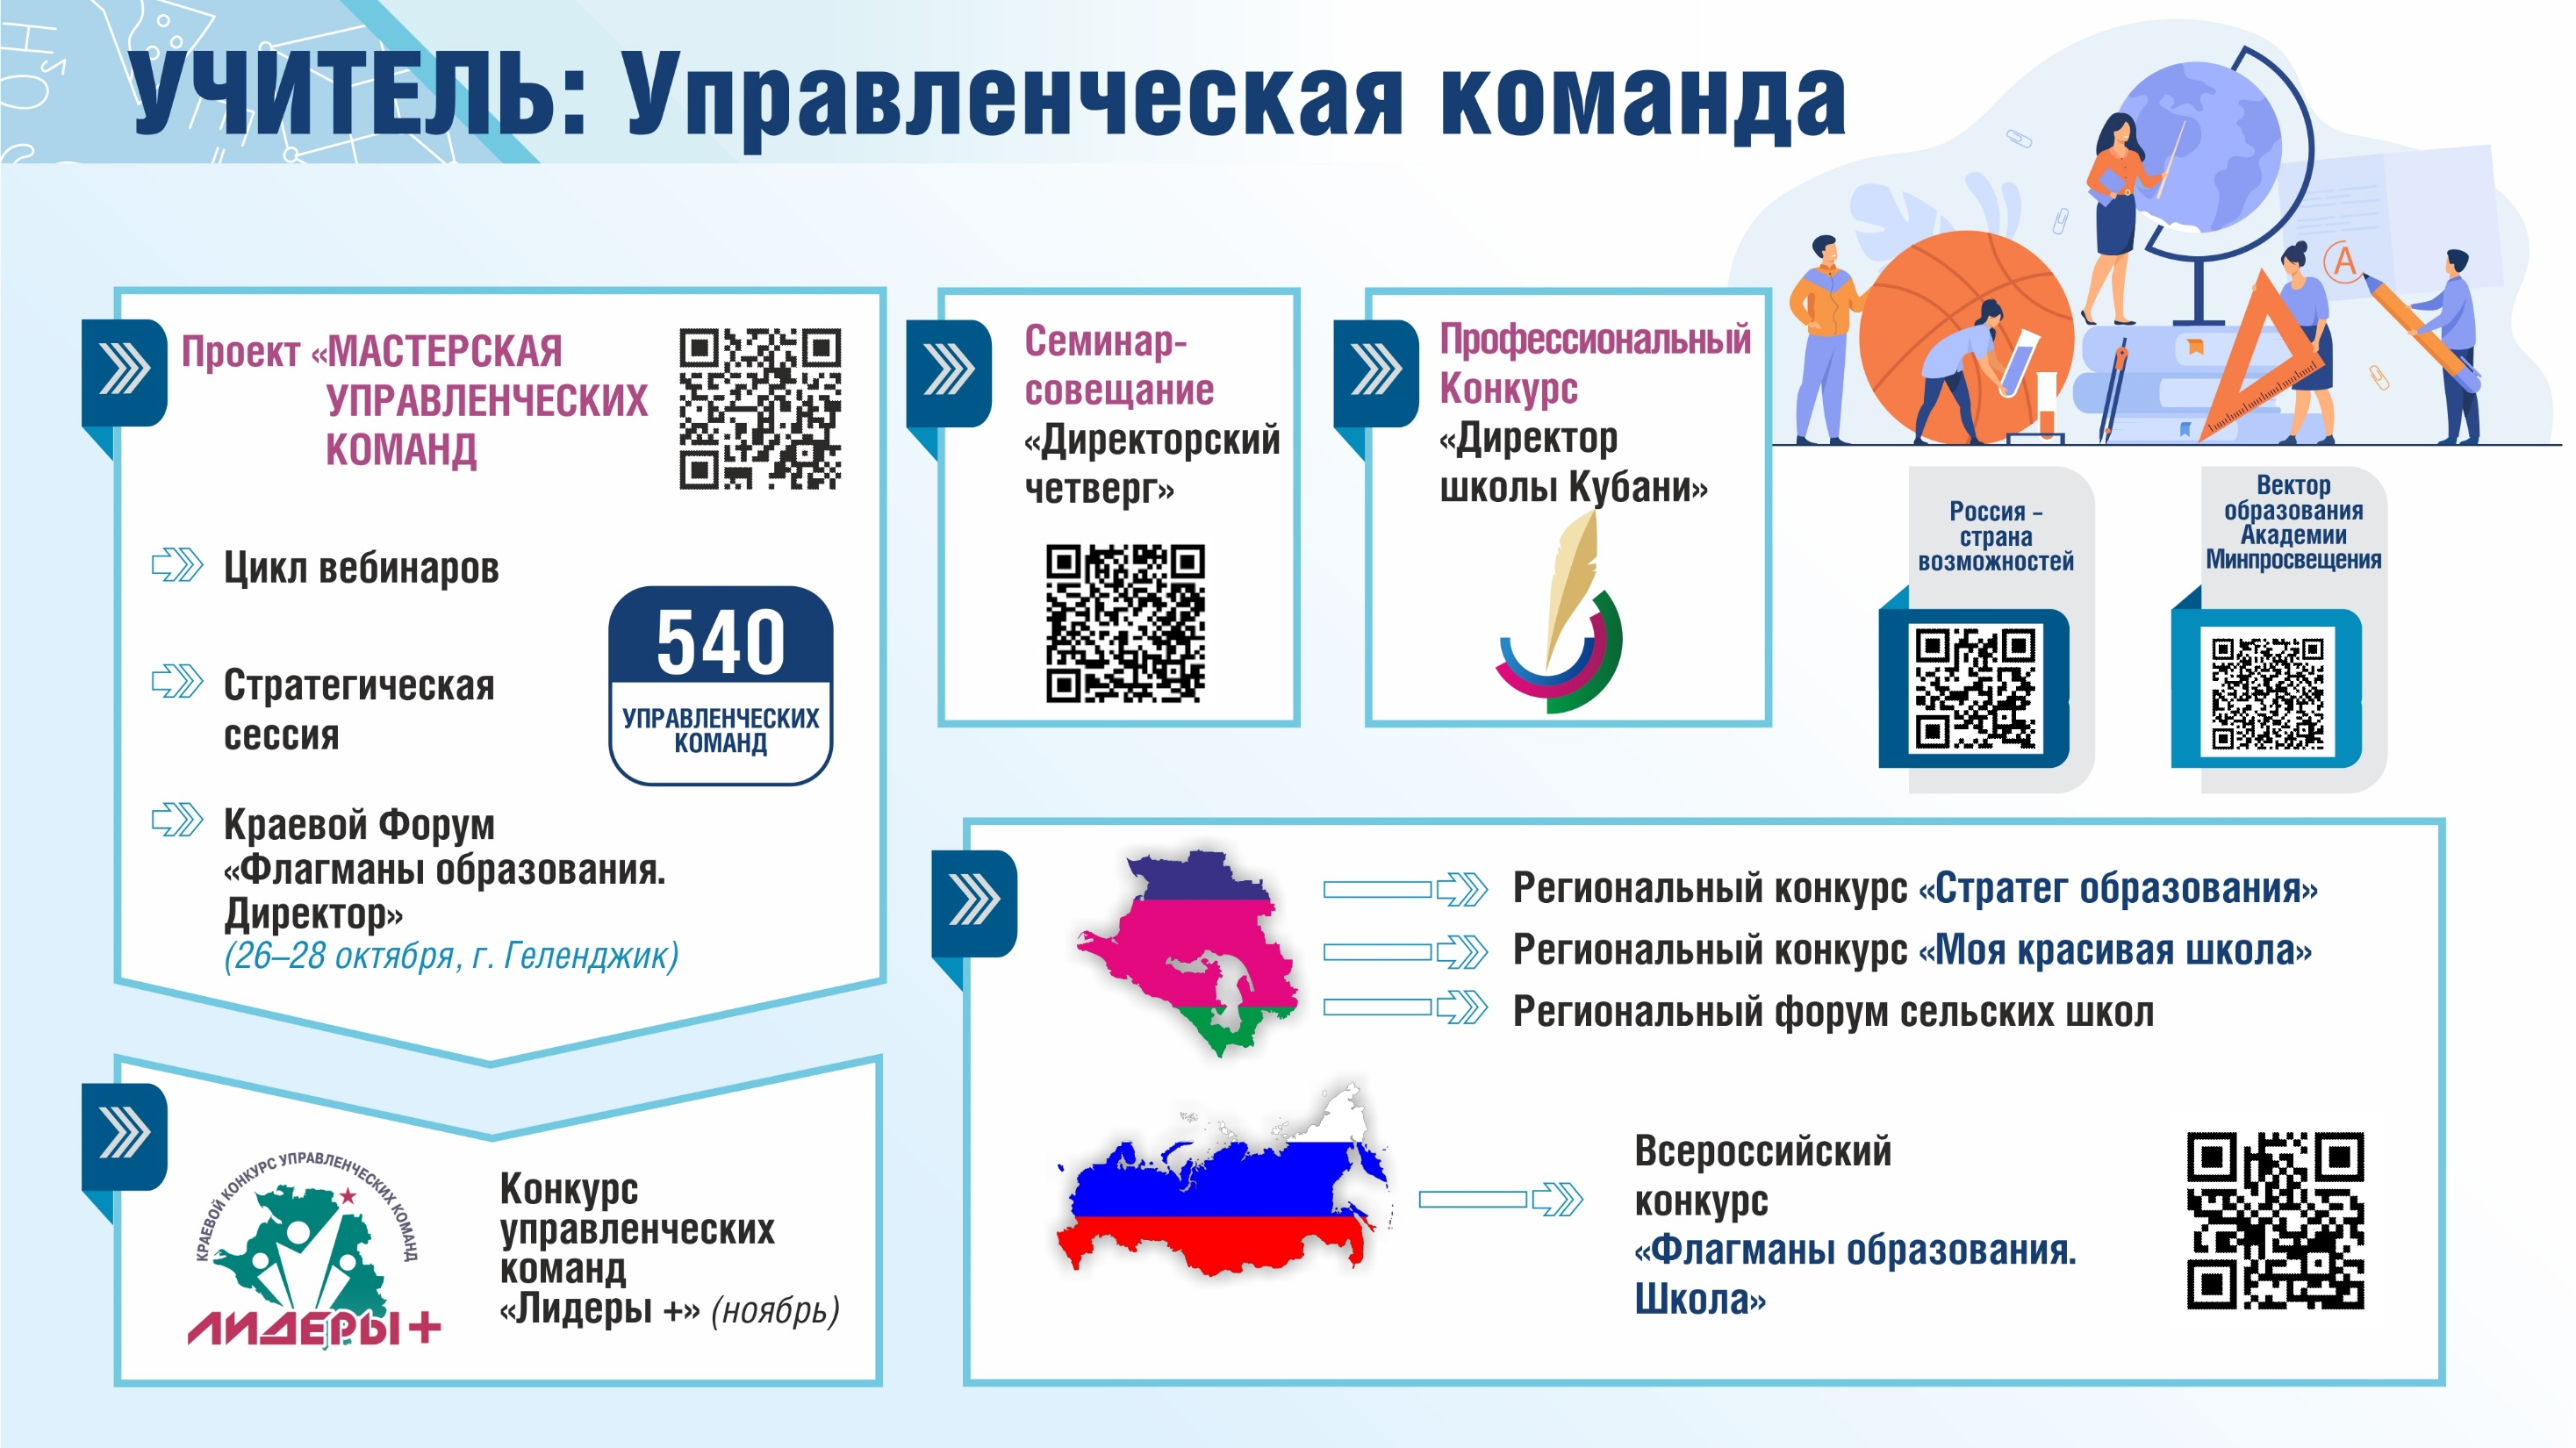 УЧИТЕЛЬ: Управленческая команда
Проект «МАСТЕРСКАЯ
УПРАВЛЕНЧЕСКИХ
КОМАНД
Цикл вебинаров
Стратегическая
сессия
540
УПРАВЛЕНЧЕСКИХ
КОМАНД
Краевой Форум
«Флагманы образования.
Директор»
(26–28 октября, г. Геленджик)
Семинар-
совещание
«Директорский
четверг»
Профессиональный
Конкурс
«Директор
школы Кубани»
A
Россия -
страна
возможностей
Вектор
образования
Академии
Минпросвещения
КРАЕВОЙ КОНКУРС УПРАВЛЕНЧЕСКИХ КОМАНД
ЛИДЕРЫ+
Конкурс
управленческих
команд
«Лидеры +» (ноябрь)
Региональный конкурс «Стратег образования»
Региональный конкурс «Моя красивая школа»
Региональный форум сельских школ
Всероссийский
конкурс
«Флагманы образования.
Школа»